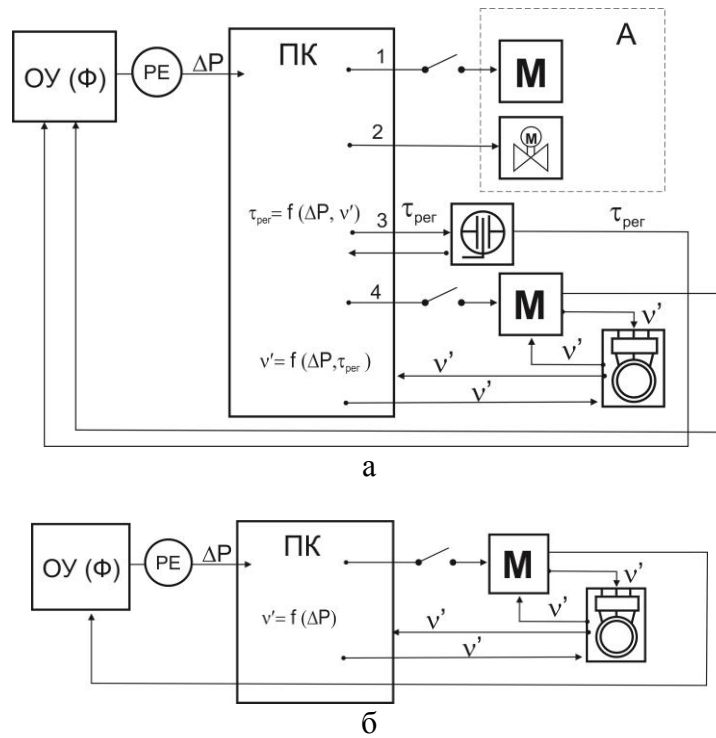 ОУ (Ф)
РЕ
ΔР
ПК
1
М
А
2
М
τрег= f (ΔР, ν′)
3
τрег
τрег
4
М
ν′
ν′
ν′=f (ΔР,τрег )
ν′
ν′
а
ОУ (Ф)
РЕ
ΔР
ПК
М
ν′
ν′
ν′=f (ΔР)
ν′
ν′
б